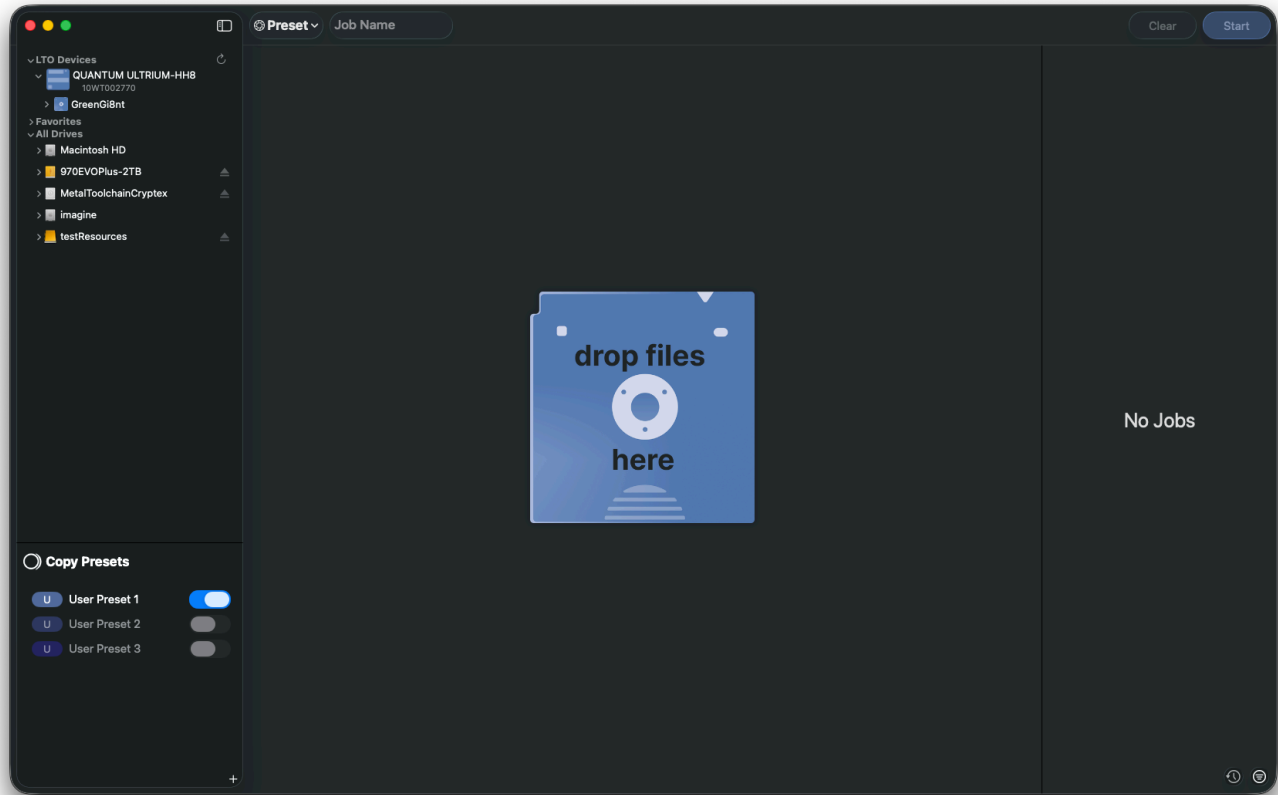 Preset
Job Name
Clear
Start
LTO Devices
QUANTUM ULTRIUM-HH8
10WT002770
GreenGi8nt
Favorites
All Drives
Macintosh HD
970EVOPlus-2TB
MetalToolchainCryptex
imagine
testResources
drop files
here
No Jobs
Copy Presets
U User Preset 1
U User Preset 2
U User Preset 3